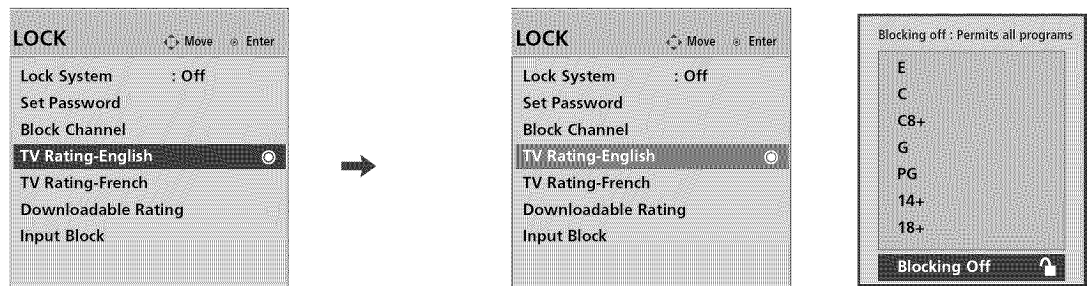 LOCK
Move Enter
Lock System : Off
Set Password
Block Channel
TV Rating-English
TV Rating-French
Downloadable Rating
Input Block
LOCK
Move Enter
Lock System : Off
Set Password
Block Channel
TV Rating-English
TV Rating-French
Downloadable Rating
Input Block
Blocking off : Permits all programs
E
C
C8+
G
PG
14+
18+
Blocking Off